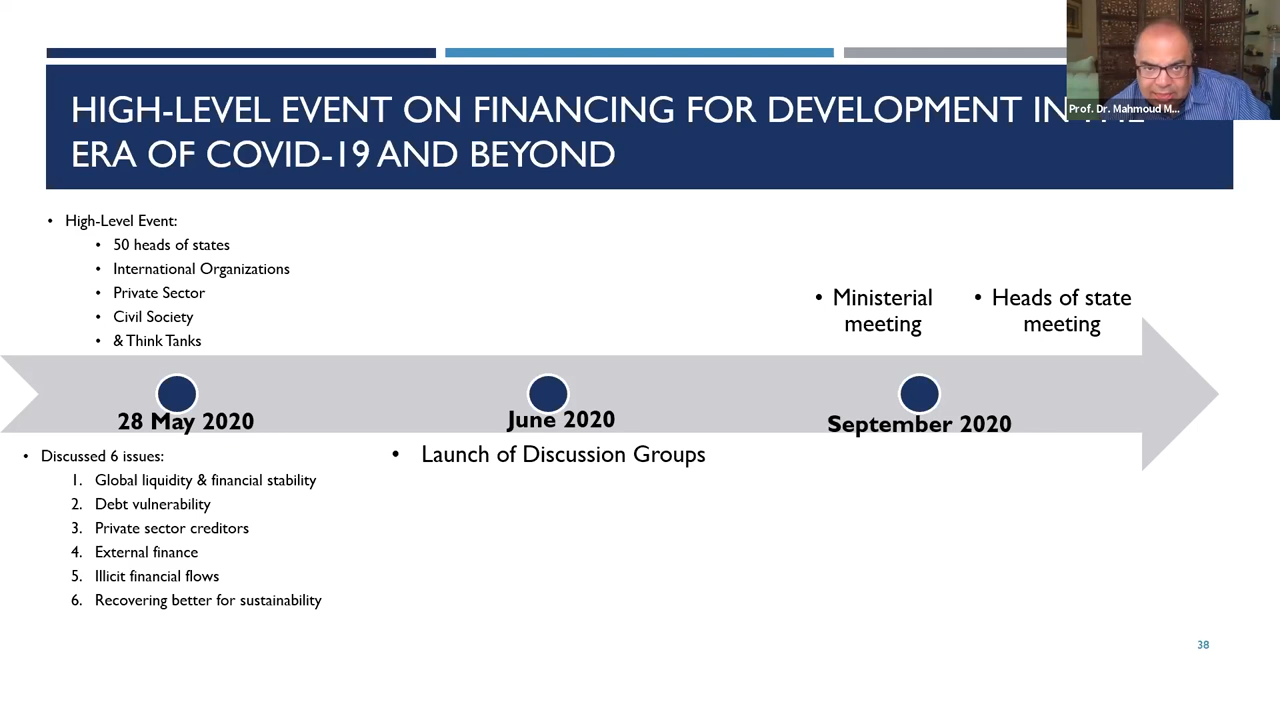 Prof. Dr. Mahmoud M...
HIGH-LEVEL EVENT ON FINANCING FOR DEVELOPMENT IN THE
ERA OF COVID-19 AND BEYOND
• High-Level Event:
• 50 heads of states
• International Organizations
• Private Sector
• Civil Society
• & Think Tanks
• Ministerial
meeting
• Heads of state
meeting
28 May 2020
June 2020
September 2020
• Discussed 6 issues:
1. Global liquidity & financial stability
2. Debt vulnerability
3. Private sector creditors
4. External finance
5. Illicit financial flows
6. Recovering better for sustainability
• Launch of Discussion Groups
38